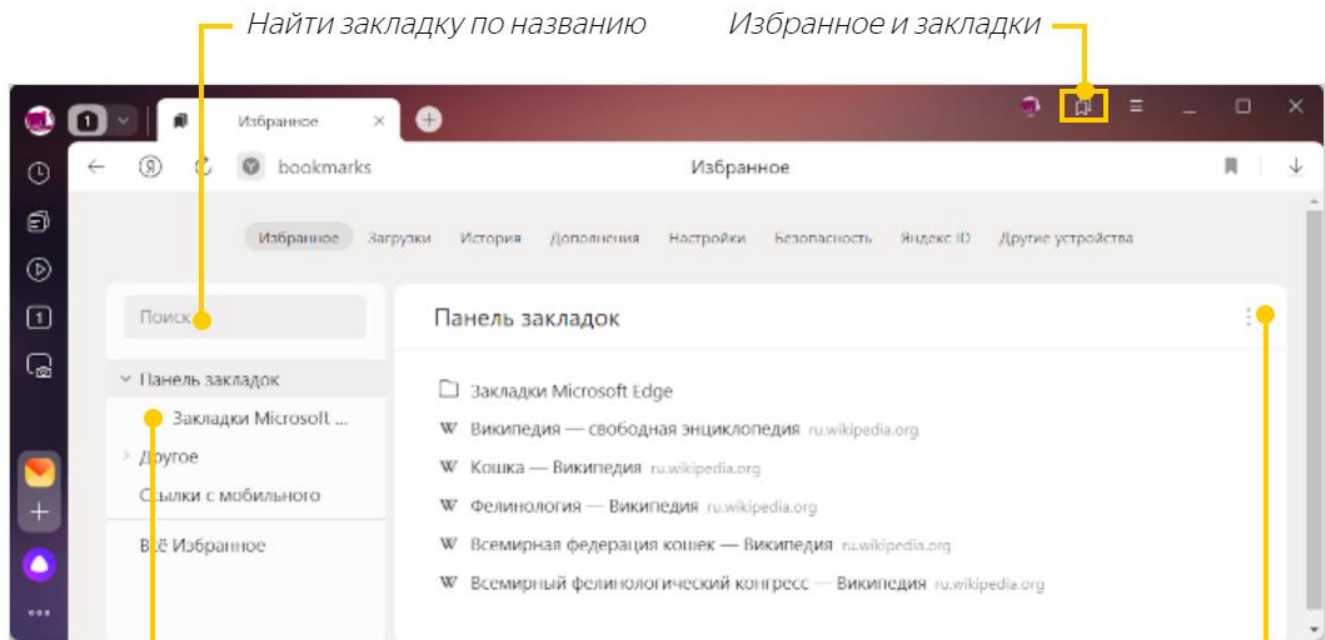 Найти закладку по названию Избранное и закладки
1 Избранное
bookmarks Избранное
Избранное Загрузки История Дополнения Настройки Безопасность Яндекс ID Другие устройства
Поиск
Панель закладок
1
Панель закладок
Закладки Microsoft ...
Другое
Ссылки с мобильного
Всё Избранное
Закладки Microsoft Edge
W Википедия — свободная энциклопедия ru.wikipedia.org
W Кошка — Википедия ru.wikipedia.org
W Фелинология — Википедия ru.wikipedia.org
W Всемирная федерация кошек — Википедия ru.wikipedia.org
W Всемирный фелинологический конгресс — Википедия ru.wikipedia.org